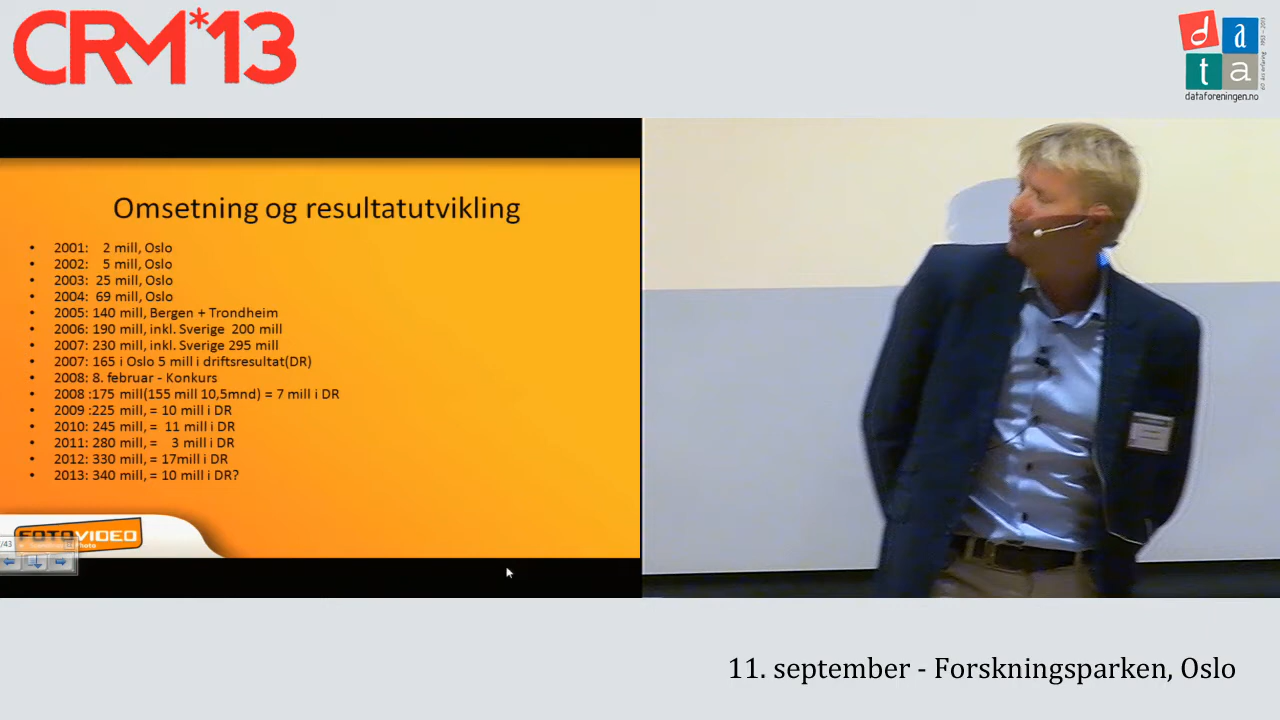 CRM*13
data
1953 - 2013
dataforeningen.no
Omsetning og resultatutvikling
• 2001: 2 mill, Oslo
• 2002: 5 mill, Oslo
• 2003: 25 mill, Oslo
• 2004: 69 mill, Oslo
• 2005: 140 mill, Bergen + Trondheim
• 2006: 190 mill, inkl. Sverige 200 mill
• 2007: 230 mill, inkl. Sverige 295 mill
• 2007: 165 i Oslo 5 mill i driftsresultat(DR)
• 2008: 8. februar - Konkurs
• 2008 :175 mill(155 mill 10,5mnd) = 7 mill i DR
• 2009 :225 mill, = 10 mill i DR
• 2010: 245 mill, = 11 mill i DR
• 2011: 280 mill, = 3 mill i DR
• 2012: 330 mill, = 17mill i DR
• 2013: 340 mill, = 10 mill i DR?
FOTOVIDEO
/43
11. september - Forskningsparken, Oslo